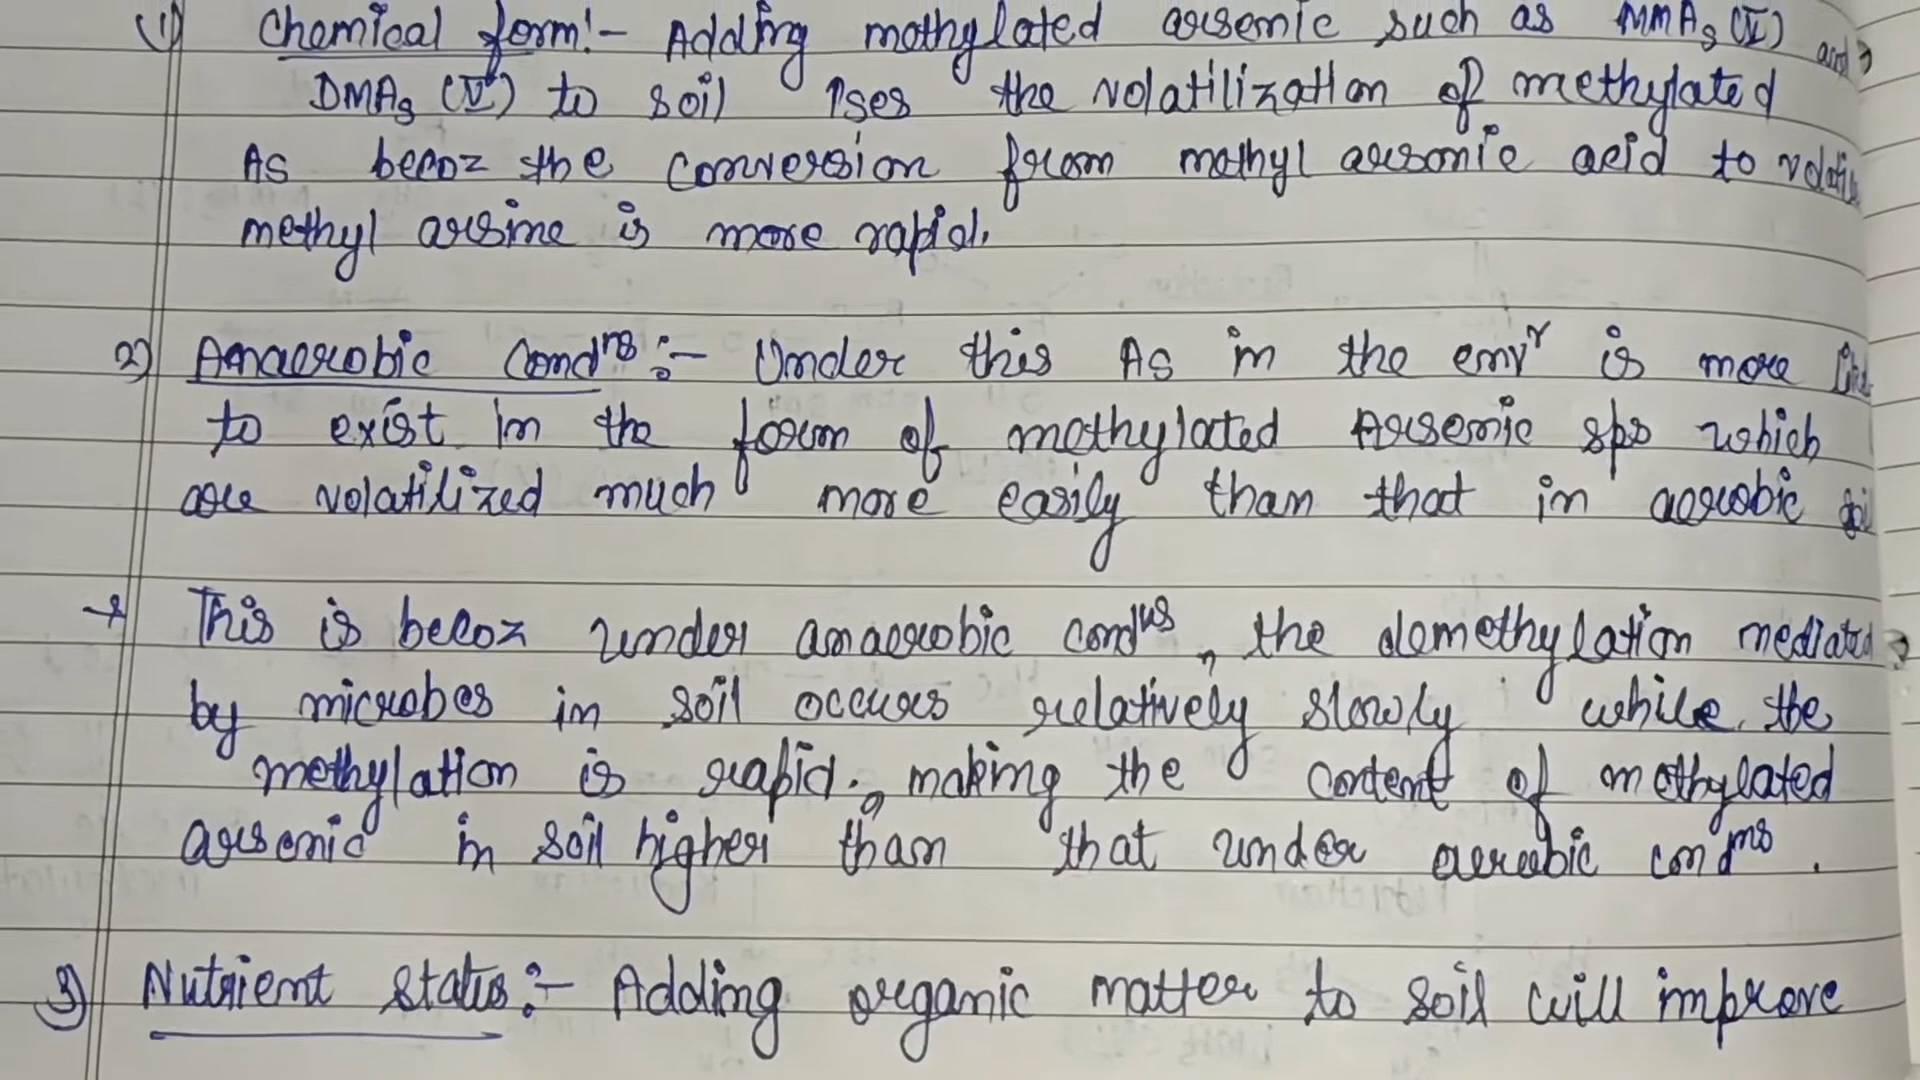 (1) Chemical form:- Adding methylated arsenic such as MMAs (V) and
DMAs (V) to soil ↑ses the volatilization of methylated
As becoz the conversion from methyl arsonic acid to
methyl arsine is more rapid.
2) Anaerobic Condns :- Under this As in the envr is more
to exist in the form of methylated Arsenic sps which
are volatilized much more easily than that in aerobic
→ This is becoz under anaerobic condns, the demethylation mediated
by microbes in soil occurs relatively slowly while the
methylation is rapid, making the content of methylated
arsenic in soil higher than that under aerobic condns.
3) Nutrient Status :- Adding organic matter to soil will improve